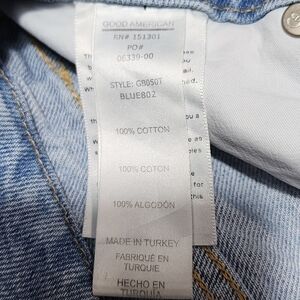 GOOD AMERICAN
RN# 151301
PO#
06339-00
STYLE: GB050T
BLUE802
100% COTTON
100% COTON
100% ALGODÓN
MADE IN TURKEY
FABRIQUÉ EN
TURQUIE
HECHO EN
TURQUÍA